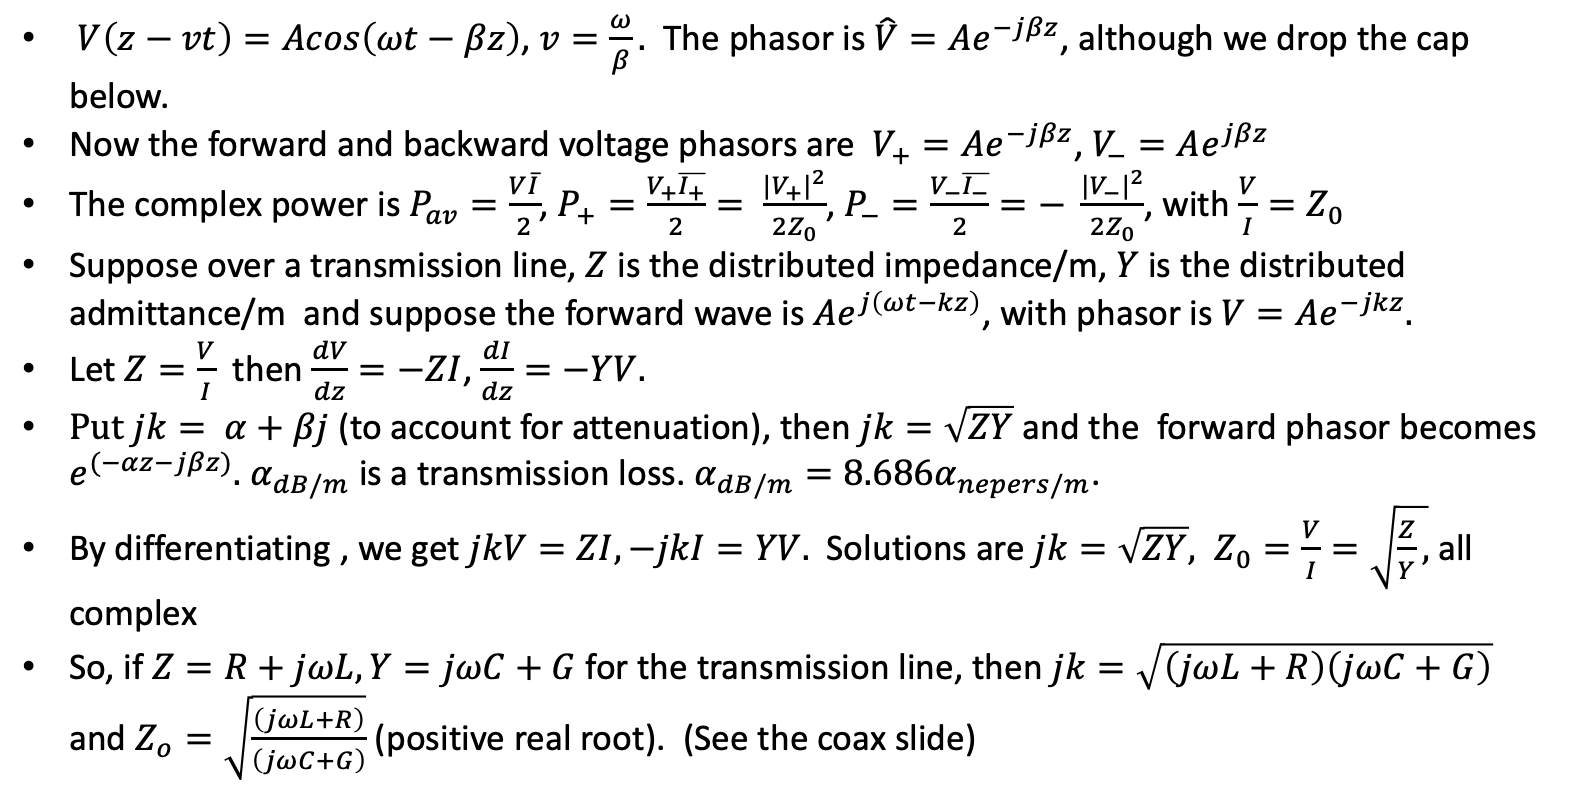 • V(z − vt) = Acos(ωt − βz), v = ω/β. The phasor is V̂ = Ae^{−jβz}, although we drop the cap
below.
• Now the forward and backward voltage phasors are V₊ = Ae^{−jβz}, V₋ = Ae^{jβz}
• The complex power is P_{av} = VĪ/2, P₊ = V₊\overline{I₊}/2 = |V₊|²/2Z₀, P₋ = V₋\overline{I₋}/2 = − |V₋|²/2Z₀, with V/I = Z₀
• Suppose over a transmission line, Z is the distributed impedance/m, Y is the distributed
admittance/m and suppose the forward wave is Ae^{j(ωt−kz)}, with phasor is V = Ae^{−jkz}.
• Let Z = V/I then dV/dz = −ZI, dI/dz = −YV.
• Put jk = α + βj (to account for attenuation), then jk = √(ZY) and the forward phasor becomes
e^{(−αz−jβz)}. α_{dB/m} is a transmission loss. α_{dB/m} = 8.686α_{nepers/m}.
• By differentiating , we get jkV = ZI, −jkI = YV. Solutions are jk = √(ZY), Z₀ = V/I = √(Z/Y), all
complex
• So, if Z = R + jωL, Y = jωC + G for the transmission line, then jk = √((jωL + R)(jωC + G))
and Z_o = √((jωL+R)/(jωC+G)) (positive real root). (See the coax slide)